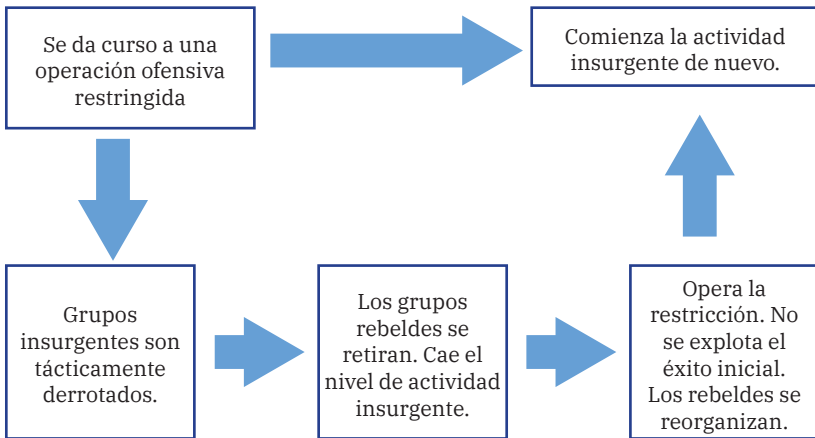 Se da curso a una
operación ofensiva
restringida
Comienza la actividad
insurgente de nuevo.
Grupos
insurgentes son
tácticamente
derrotados.
Los grupos
rebeldes se
retiran. Cae el
nivel de actividad
insurgente.
Opera la
restricción. No
se explota el
éxito inicial.
Los rebeldes se
reorganizan.